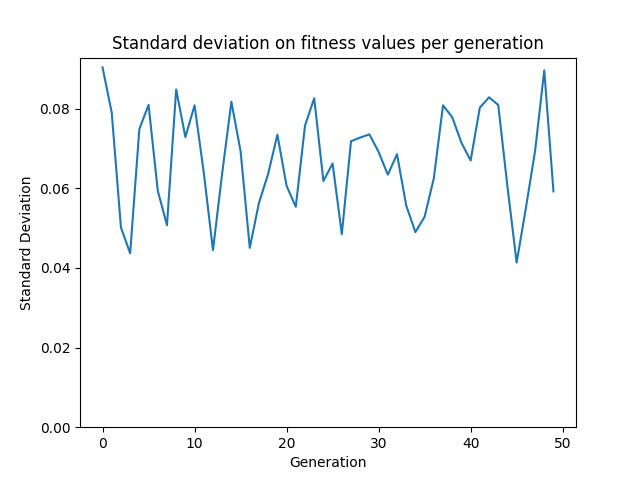 Standard deviation on fitness values per generation
0.08
0.06
0.04
0.02
0.00
Standard Deviation
0 10 20 30 40 50
Generation